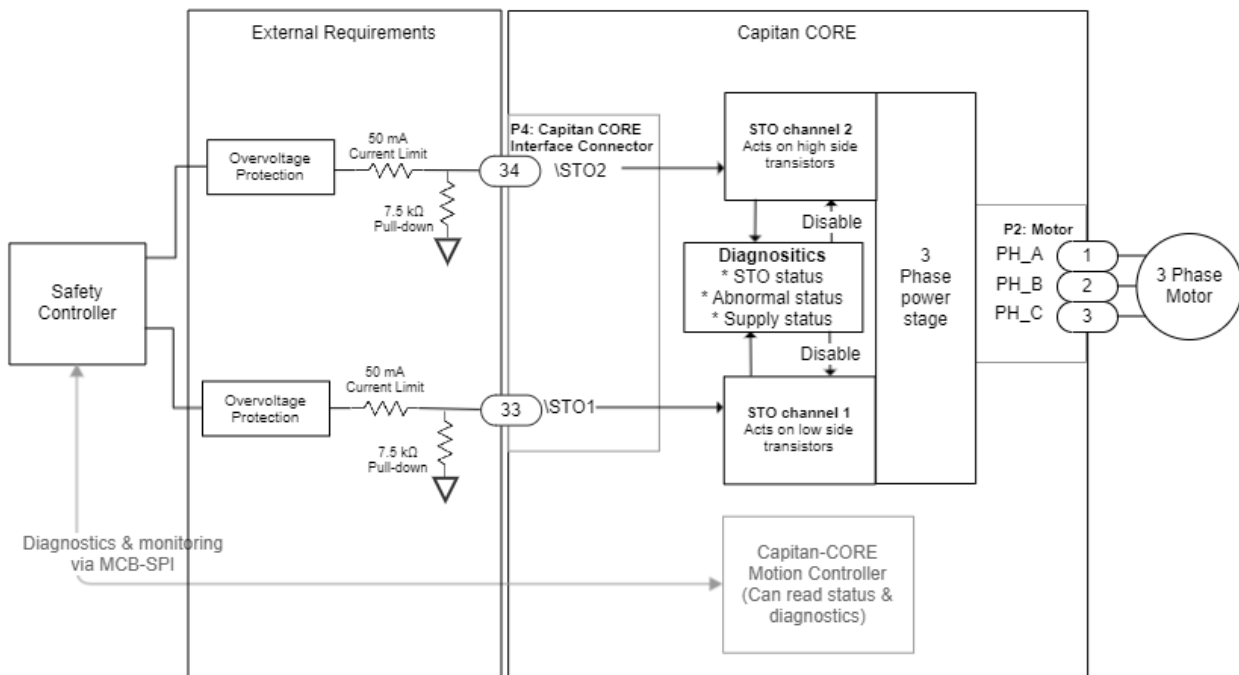 External Requirements
Capitan CORE
Overvoltage
Protection
50 mA
Current Limit
7.5 kΩ
Pull-down
34
P4: Capitan CORE
Interface Connector
\STO2
STO channel 2
Acts on high side
transistors
Disable
Diagnositics
* STO status
* Abnormal status
* Supply status
Disable
3
Phase
power
stage
P2: Motor
PH_A
1
PH_B
2
PH_C
3
3 Phase
Motor
Safety
Controller
Overvoltage
Protection
50 mA
Current Limit
7.5 kΩ
Pull-down
33
\STO1
STO channel 1
Acts on low side
transistors
Diagnostics & monitoring
via MCB-SPI
Capitan-CORE
Motion Controller
(Can read status &
diagnostics)